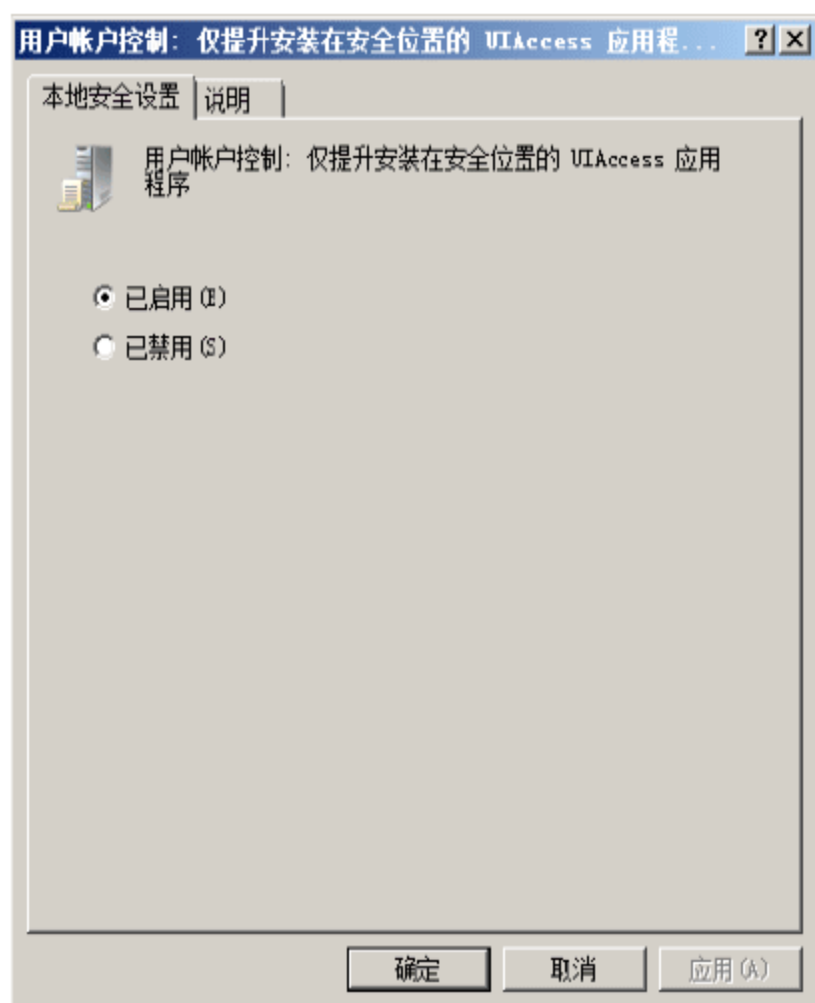 用户帐户控制: 仅提升安装在安全位置的 UIAccess 应用程...
本地安全设置 说明
用户帐户控制: 仅提升安装在安全位置的 UIAccess 应用
程序
已启用(E)
已禁用(S)
确定 取消 应用(A)